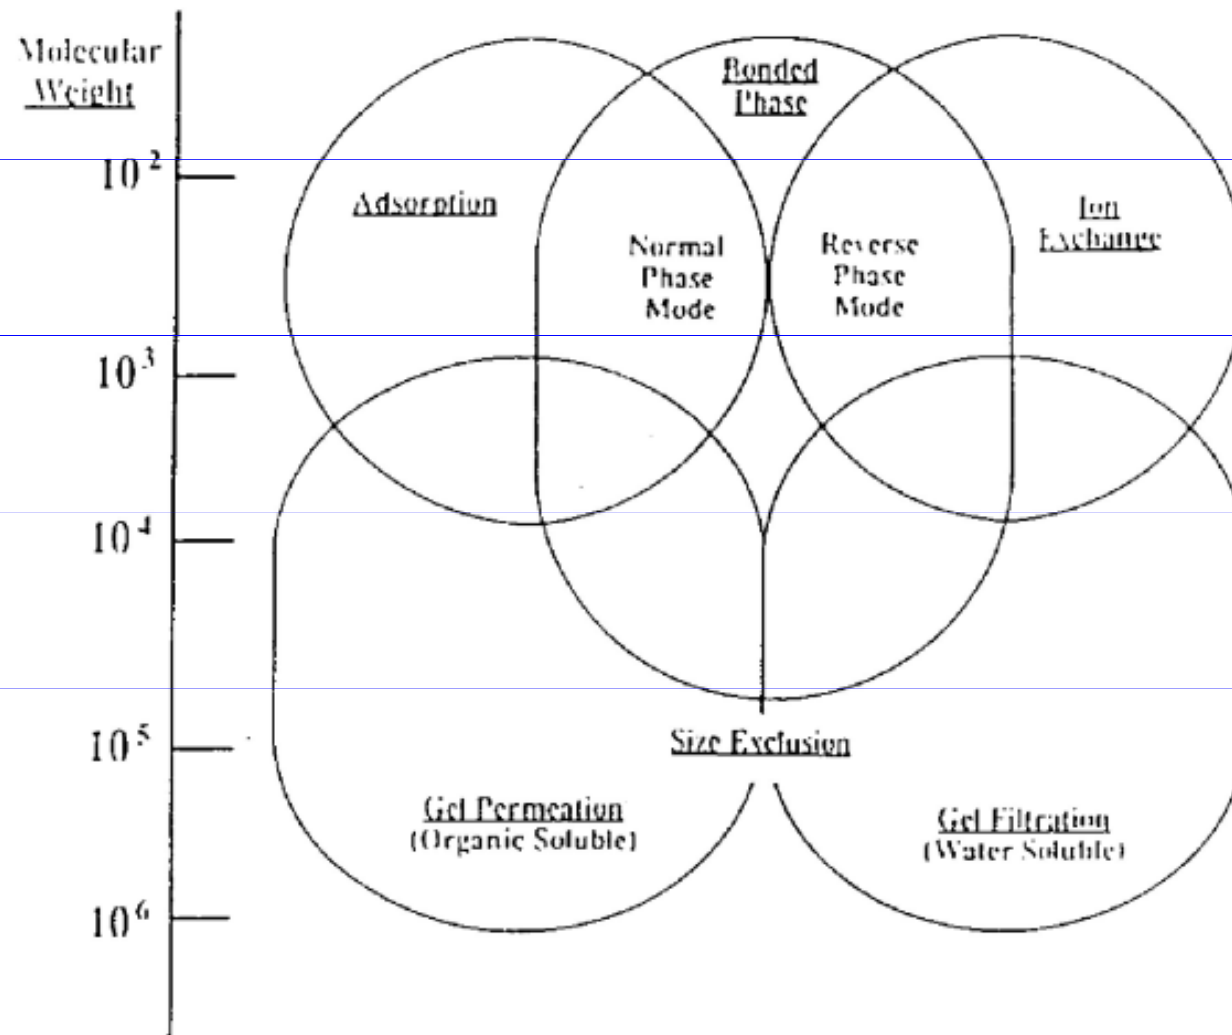 Molecular
Weight
10²
10³
10⁴
10⁵
10⁶
Bonded
Phase
Adsorption
Ion
Exchange
Normal
Phase
Mode
Reverse
Phase
Mode
Size Exclusion
Gel Permeation
(Organic Soluble)
Gel Filtration
(Water Soluble)